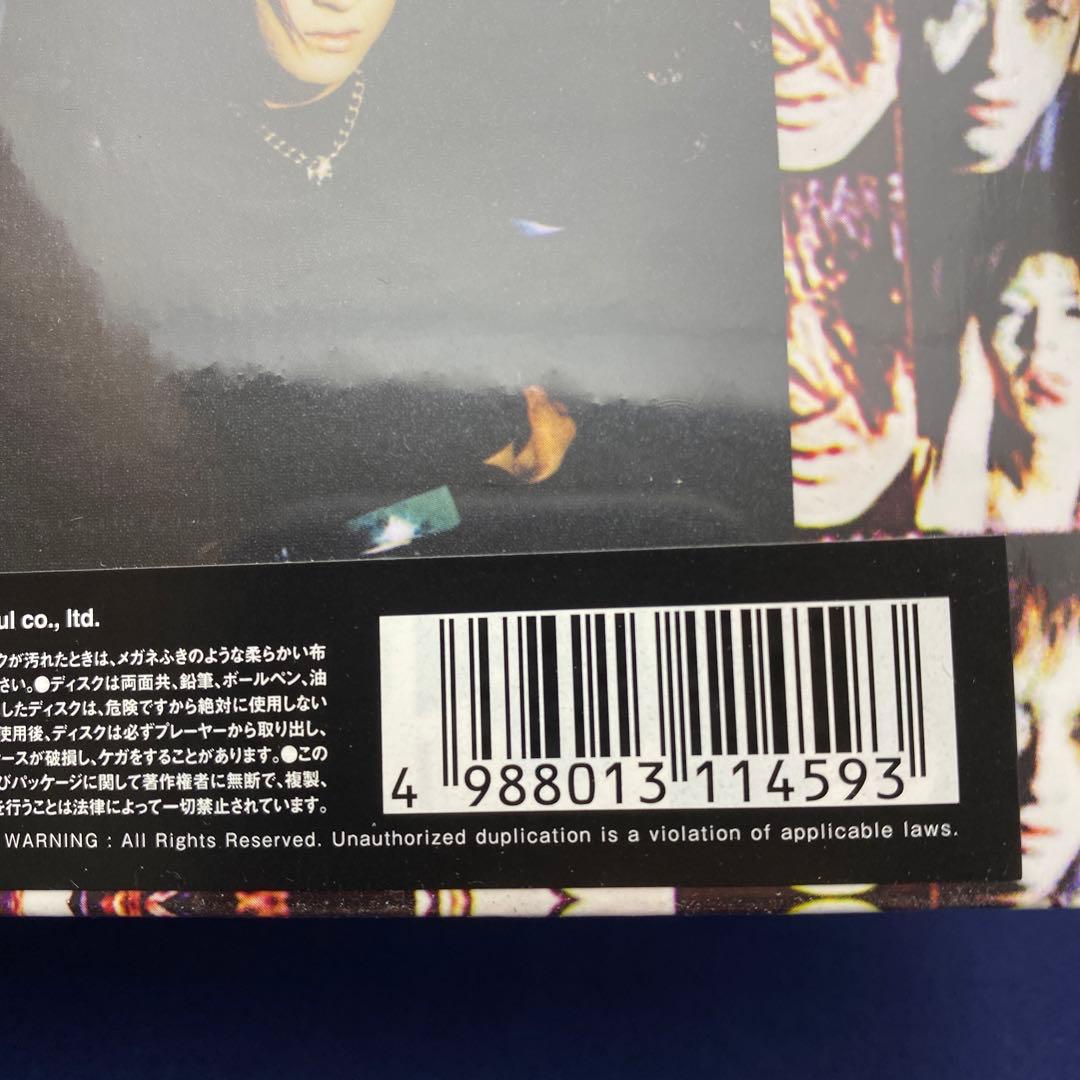 ul co., ltd.
クが汚れたときは、メガネふきのような柔らかい布
さい。●ディスクは両面共、鉛筆、ボールペン、油
したディスクは、危険ですから絶対に使用しない
使用後、ディスクは必ずプレーヤーから取り出し、
ースが破損し、ケガをすることがあります。●この
びパッケージに関して著作権者に無断で、複製、
を行うことは法律によって一切禁止されています。
WARNING : All Rights Reserved. Unauthorized duplication is a violation of applicable laws.
4 988013 114593